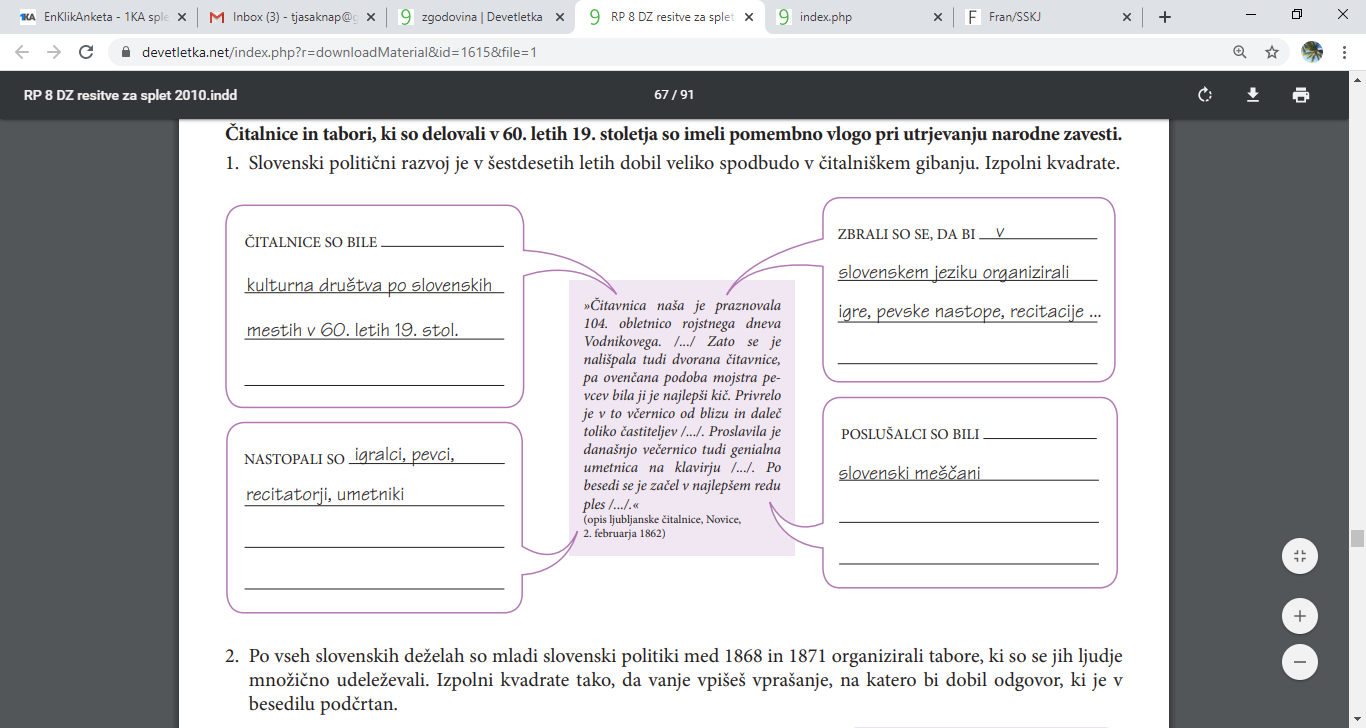 EnKlikAnketa - 1KA sple
Inbox (3) - tjasaknap@g
zgodovina | Devetletka
RP 8 DZ resitve za splet
index.php
Fran/SSKJ
devetletka.net/index.php?r=downloadMaterial&id=1615&file=1
RP 8 DZ resitve za splet 2010.indd
67 / 91
Čitalnice in tabori, ki so delovali v 60. letih 19. stoletja so imeli pomembno vlogo pri utrjevanju narodne zavesti.
1. Slovenski politični razvoj je v šestdesetih letih dobil veliko spodbudo v čitalniškem gibanju. Izpolni kvadrate.
ČITALNICE SO BILE
kulturna društva po slovenskih
mestih v 60. letih 19. stol.
ZBRALI SO SE, DA BI v
slovenskem jeziku organizirali
igre, pevske nastope, recitacije ...
»Čitavnica naša je praznovala
104. obletnico rojstnega dneva
Vodnikovega. /.../ Zato se je
nališpala tudi dvorana čitavnice,
pa ovenčana podoba mojstra pe-
vcev bila ji je najlepši kič. Privrelo
je v to včernico od blizu in daleč
toliko častiteljev /.../. Proslavila je
današnjo večernico tudi genialna
umetnica na klavirju /.../. Po
besedi se je začel v najlepšem redu
ples /.../.«
(opis ljubljanske čitalnice, Novice,
2. februarja 1862)
NASTOPALI SO igralci, pevci,
recitatorji, umetniki
POSLUŠALCI SO BILI
slovenski meščani
2. Po vseh slovenskih deželah so mladi slovenski politiki med 1868 in 1871 organizirali tabore, ki so se jih ljudje
množično udeleževali. Izpolni kvadrate tako, da vanje vpišeš vprašanje, na katero bi dobil odgovor, ki je v
besedilu podčrtan.